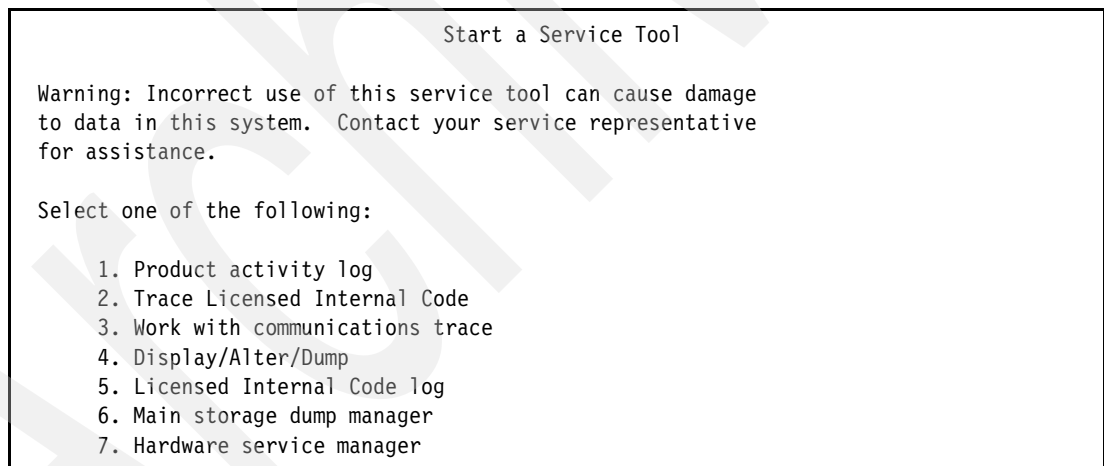 Start a Service Tool
Warning: Incorrect use of this service tool can cause damage
to data in this system.  Contact your service representative
for assistance.
Select one of the following:
1. Product activity log
2. Trace Licensed Internal Code
3. Work with communications trace
4. Display/Alter/Dump
5. Licensed Internal Code log
6. Main storage dump manager
7. Hardware service manager